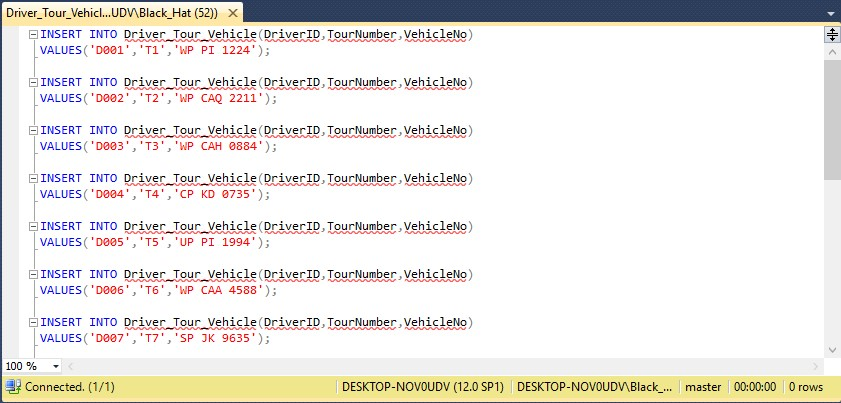 Driver_Tour_Vehicl...UDV\Black_Hat (52))
INSERT INTO Driver_Tour_Vehicle(DriverID,TourNumber,VehicleNo)
VALUES('D001','T1','WP PI 1224');
INSERT INTO Driver_Tour_Vehicle(DriverID,TourNumber,VehicleNo)
VALUES('D002','T2','WP CAQ 2211');
INSERT INTO Driver_Tour_Vehicle(DriverID,TourNumber,VehicleNo)
VALUES('D003','T3','WP CAH 0884');
INSERT INTO Driver_Tour_Vehicle(DriverID,TourNumber,VehicleNo)
VALUES('D004','T4','CP KD 0735');
INSERT INTO Driver_Tour_Vehicle(DriverID,TourNumber,VehicleNo)
VALUES('D005','T5','UP PI 1994');
INSERT INTO Driver_Tour_Vehicle(DriverID,TourNumber,VehicleNo)
VALUES('D006','T6','WP CAA 4588');
INSERT INTO Driver_Tour_Vehicle(DriverID,TourNumber,VehicleNo)
VALUES('D007','T7','SP JK 9635');
100 %
Connected. (1/1) DESKTOP-NOV0UDV (12.0 SP1) DESKTOP-NOV0UDV\Black_... master 00:00:00 0 rows